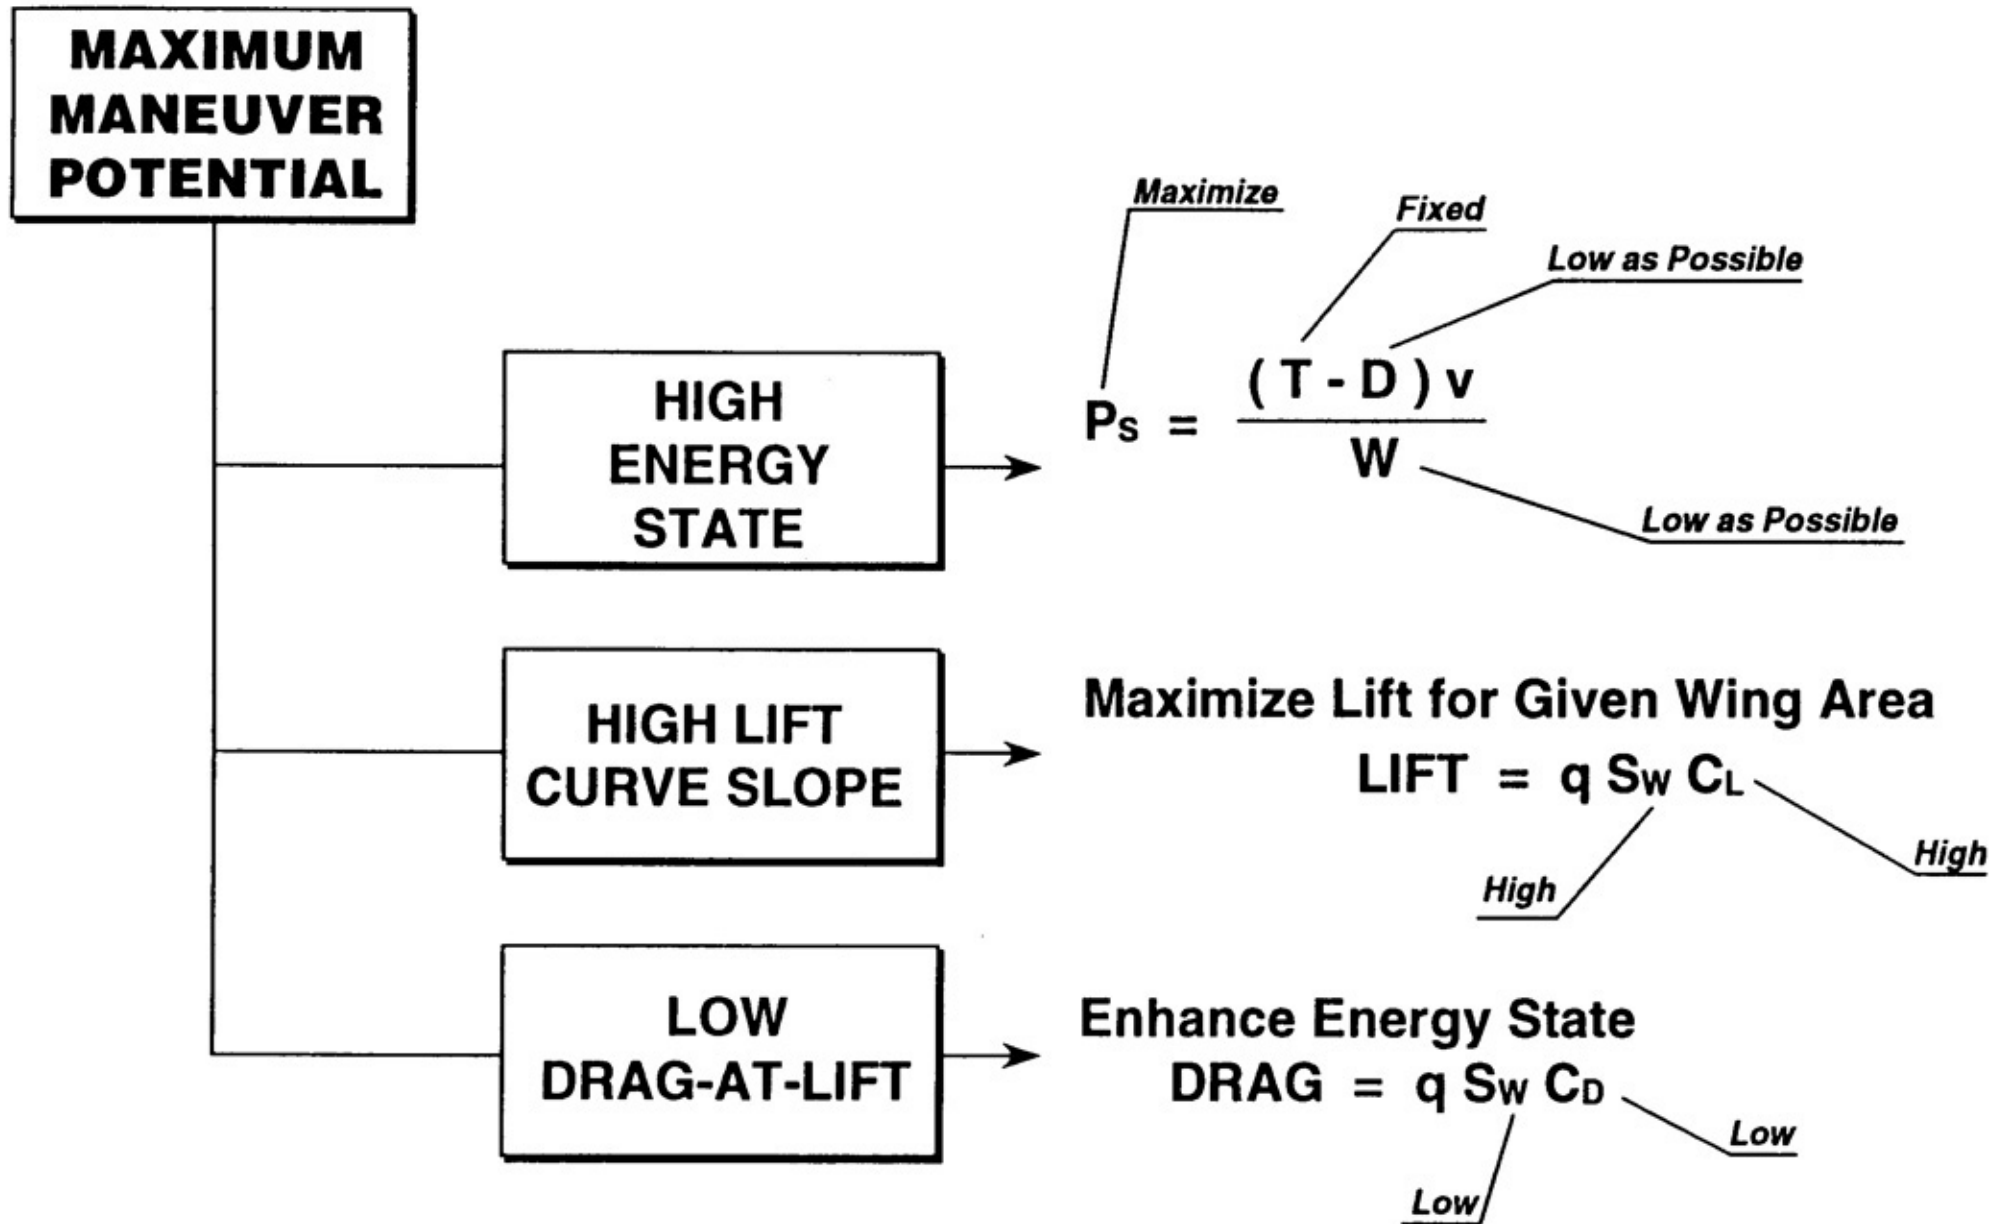 MAXIMUM
MANEUVER
POTENTIAL
Maximize
Fixed
Low as Possible
HIGH
ENERGY
STATE
Ps = ( T - D ) v
W
Low as Possible
HIGH LIFT
CURVE SLOPE
Maximize Lift for Given Wing Area
LIFT = q Sw CL
High
High
LOW
DRAG-AT-LIFT
Enhance Energy State
DRAG = q Sw CD
Low
Low